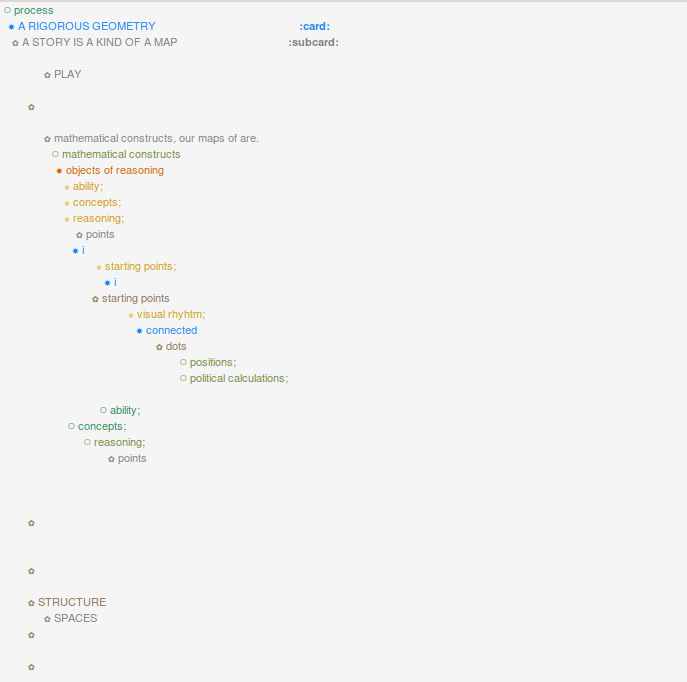 process
A RIGOROUS GEOMETRY :card:
A STORY IS A KIND OF A MAP :subcard:
PLAY
mathematical constructs, our maps of are.
mathematical constructs
objects of reasoning
ability;
concepts;
reasoning;
points
i
starting points;
i
starting points
visual rhyhtm;
connected
dots
positions;
political calculations;
ability;
concepts;
reasoning;
points
STRUCTURE
SPACES